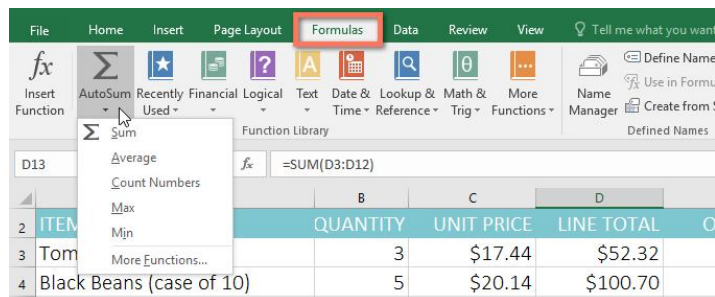 File Home Insert Page Layout Formulas Data Review View Tell me what you want
fx Σ ? A θ ...
Insert Function AutoSum Recently Used Financial Logical Text Date & Time Lookup & Reference Math & Trig More Functions Name Manager
Define Name
Use in Formu
Create from S
Function Library Defined Names
Σ Sum
Average
Count Numbers
Max
Min
More Functions...
D13 fx =SUM(D3:D12)
B C D
2 ITEM QUANTITY UNIT PRICE LINE TOTAL O
3 Tom 3 $17.44 $52.32
4 Black Beans (case of 10) 5 $20.14 $100.70